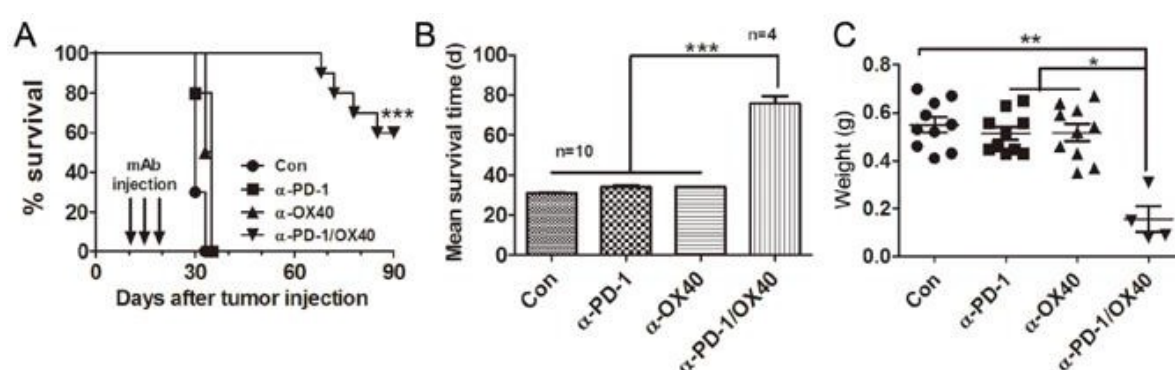 A
% survival
100
80
60
40
20
0
mAb
injection
Con
α-PD-1
α-OX40
α-PD-1/OX40
***
0
30
60
90
Days after tumor injection
B
Mean survival time (d)
100
80
60
40
20
0
***
n=4
n=10
Con
α-PD-1
α-OX40
α-PD-1/OX40
C
Weight (g)
0.8
0.6
0.4
0.2
0.0
**
*
Con
α-PD-1
α-OX40
α-PD-1/OX40